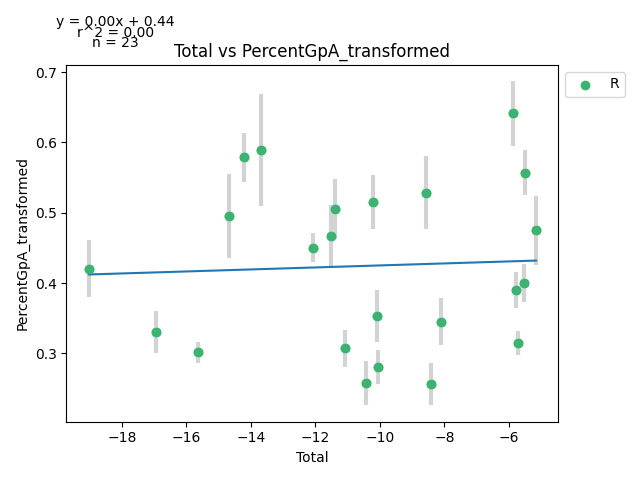 y = 0.00x + 0.44
r^2 = 0.00
n = 23
Total vs PercentGpA_transformed
R
PercentGpA_transformed
0.7
0.6
0.5
0.4
0.3
−18 −16 −14 −12 −10 −8 −6
Total